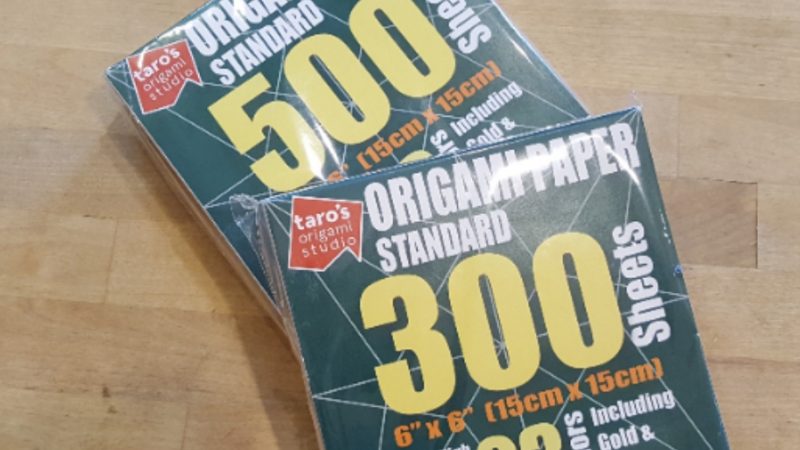 taro's
origami
studio
ORIGAMI
STANDARD
500
(15cm x 15cm)
Including
Gold &
taro's
origami
studio
ORIGAMI PAPER
STANDARD
300
Sheets
6" x 6" (15cm x 15cm)
Including
Gold &